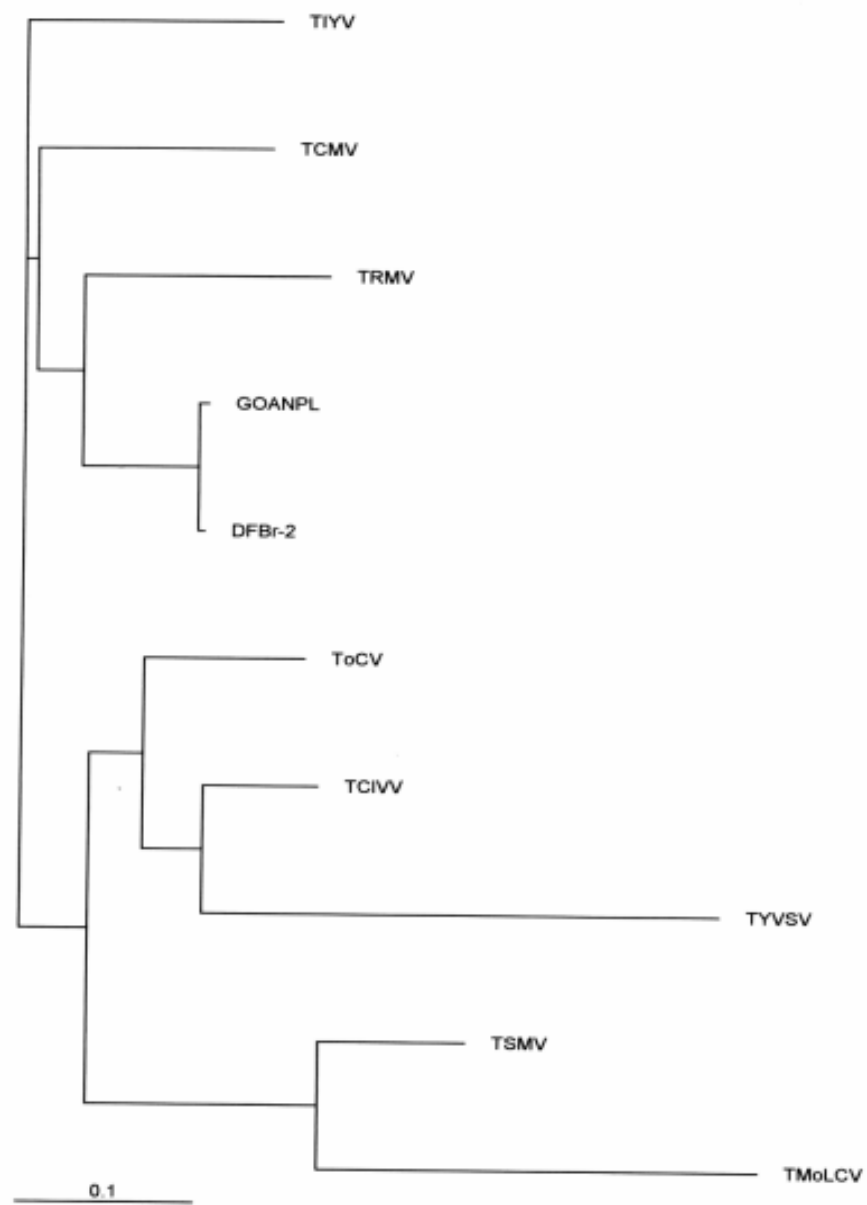 TIYV
TCMV
TRMV
GOANPL
DFBr-2
ToCV
TCIVV
TYVSV
TSMV
TMoLCV
0.1